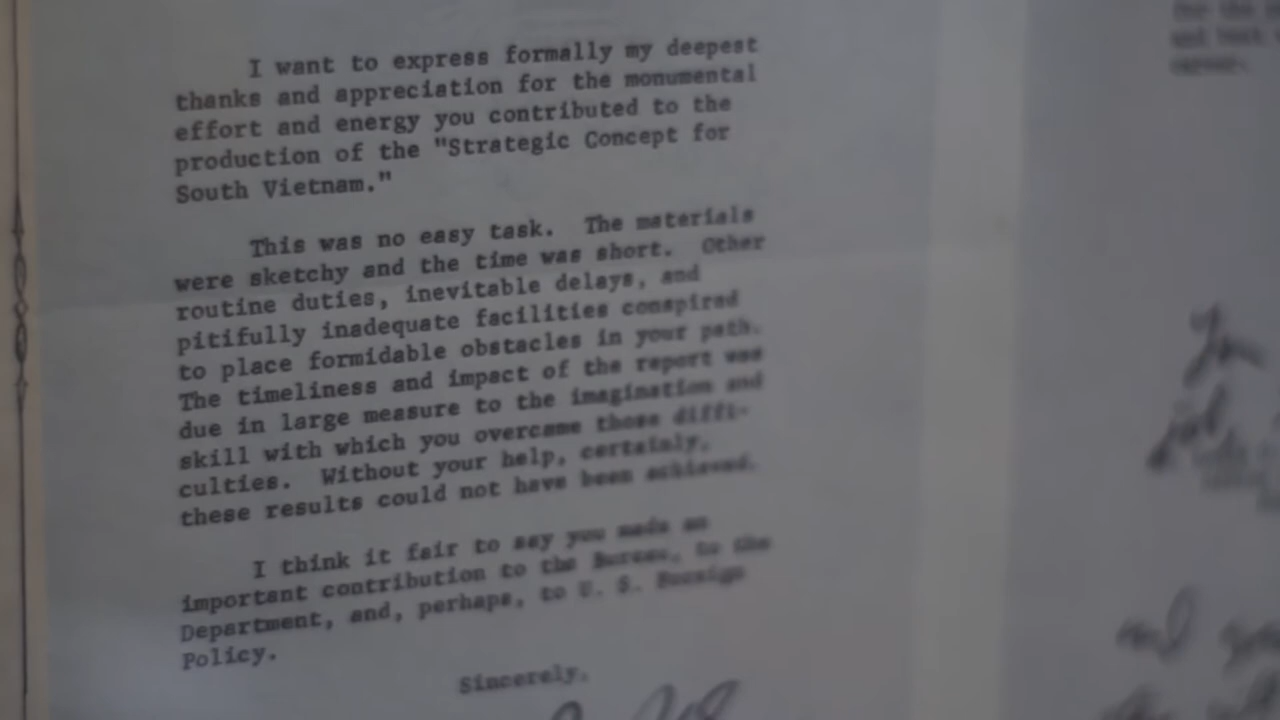 I want to express formally my deepest
thanks and appreciation for the monumental
effort and energy you contributed to the
production of the "Strategic Concept for
South Vietnam."
This was no easy task. The materials
were sketchy and the time was short. Other
routine duties, inevitable delays, and
pitifully inadequate facilities conspired
to place formidable obstacles in your path.
The timeliness and impact of the report was
due in large measure to the imagination and
skill with which you overcame those diffi-
culties. Without your help, certainly,
these results could not have been achieved.
I think it fair to say you made an
important contribution to the Bureau, to the
Department, and, perhaps, to U. S. Foreign
Policy.
Sincerely,